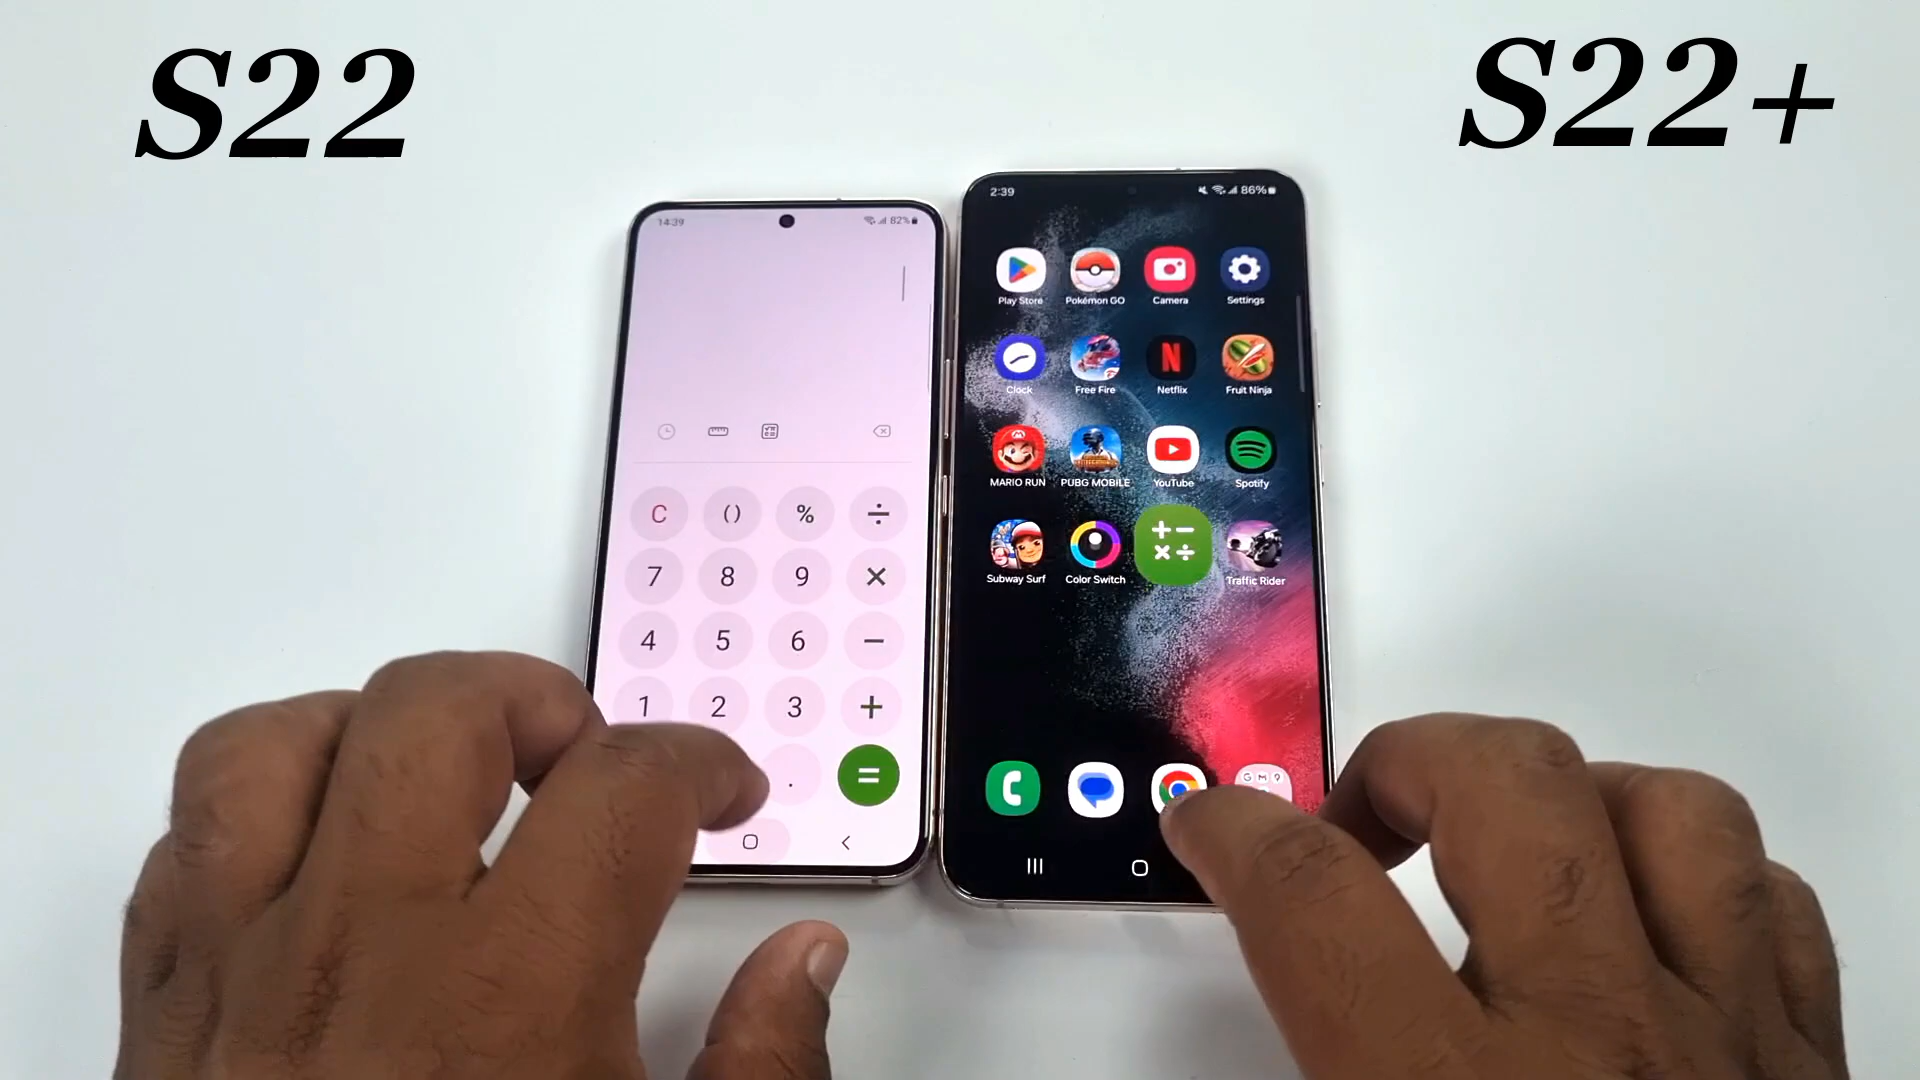 S22
S22+
14:39
82%
2:39
86%
Play Store
Pokémon GO
Camera
Settings
Clock
Free Fire
Netflix
Fruit Ninja
MARIO RUN
PUBG MOBILE
YouTube
Spotify
Subway Surf
Color Switch
Traffic Rider
C () % ÷
7 8 9 ×
4 5 6 −
1 2 3 +
. =
+ −
× ÷
G M